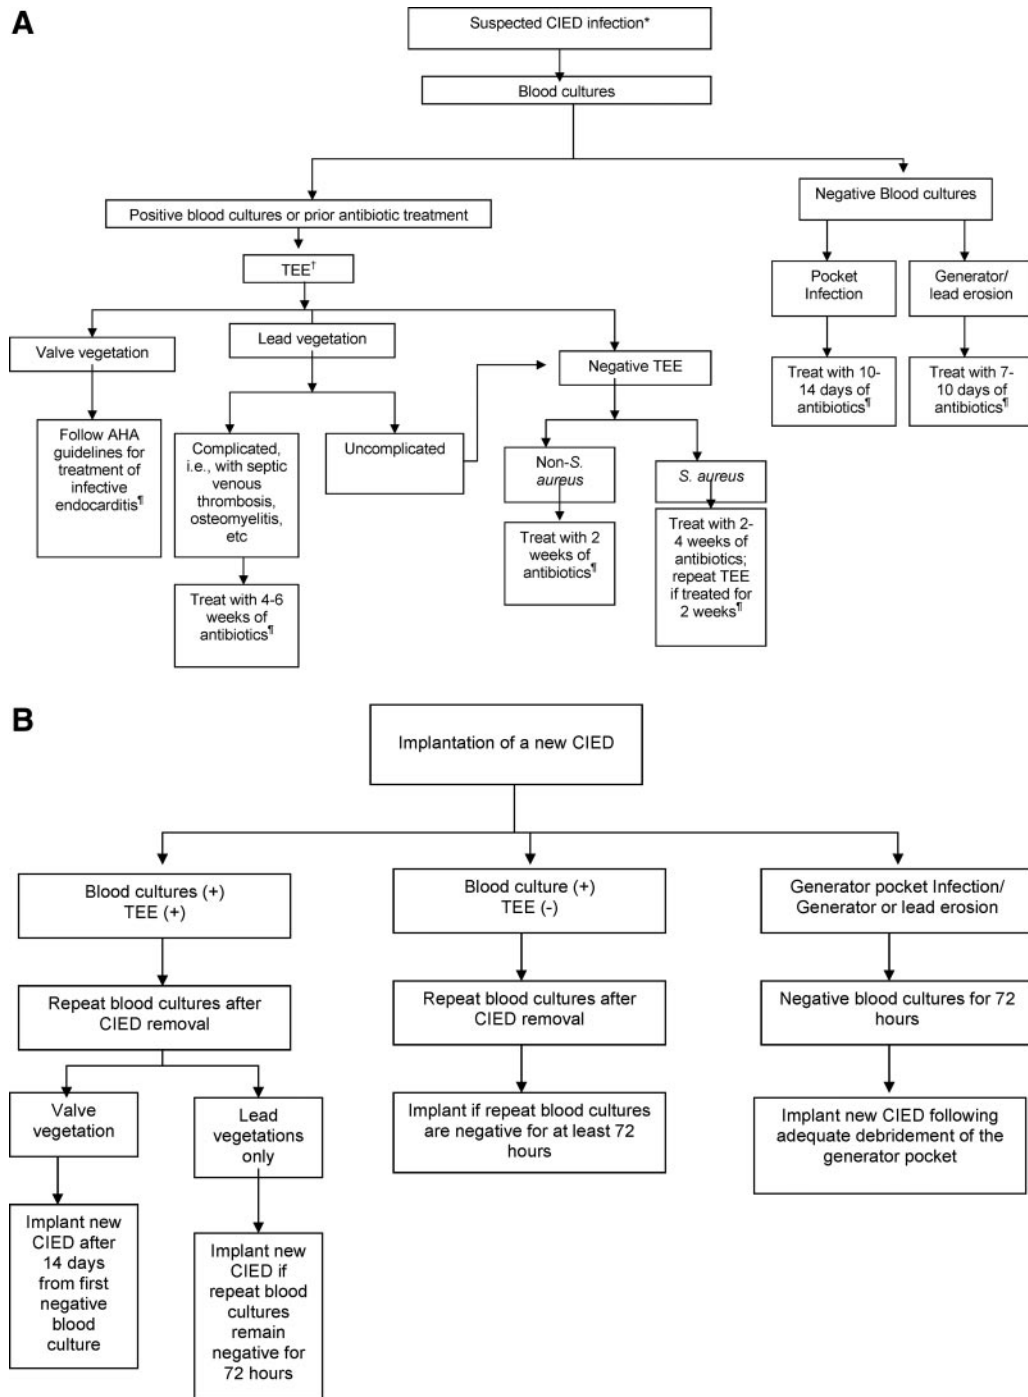 A
Suspected CIED infection*
Blood cultures
Positive blood cultures or prior antibiotic treatment
Negative Blood cultures
TEE†
Pocket
Infection
Generator/
lead erosion
Valve vegetation
Lead vegetation
Negative TEE
Treat with 10-
14 days of
antibiotics¶
Treat with 7-
10 days of
antibiotics¶
Follow AHA
guidelines for
treatment of
infective
endocarditis¶
Complicated,
i.e., with septic
venous
thrombosis,
osteomyelitis,
etc
Uncomplicated
Non-S.
aureus
S. aureus
Treat with 2
weeks of
antibiotics¶
Treat with 2-
4 weeks of
antibiotics;
repeat TEE
if treated for
2 weeks¶
Treat with 4-6
weeks of
antibiotics¶
B
Implantation of a new CIED
Blood cultures (+)
TEE (+)
Blood culture (+)
TEE (-)
Generator pocket Infection/
Generator or lead erosion
Repeat blood cultures after
CIED removal
Repeat blood cultures after
CIED removal
Negative blood cultures for 72
hours
Valve
vegetation
Lead
vegetations
only
Implant if repeat blood cultures
are negative for at least 72
hours
Implant new CIED following
adequate debridement of the
generator pocket
Implant new
CIED after
14 days
from first
negative
blood
culture
Implant new
CIED if
repeat blood
cultures
remain
negative for
72 hours